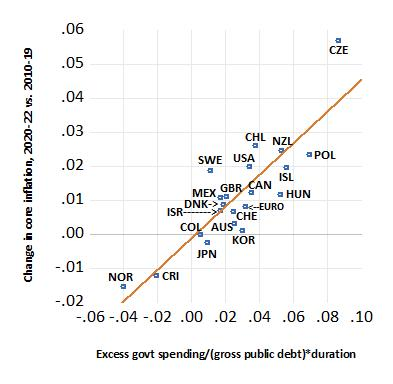 .06
.05
.04
.03
.02
.01
.00
-.01
-.02
Change in core inflation, 2020-22 vs. 2010-19
CZE
CHL
NZL
POL
SWE
USA
ISL
MEX
GBR
CAN
HUN
DNK->
<--EURO
ISR------->
CHE
COL
AUS
KOR
JPN
NOR
CRI
-.06 -.04 -.02 .00 .02 .04 .06 .08 .10
Excess govt spending/(gross public debt)*duration